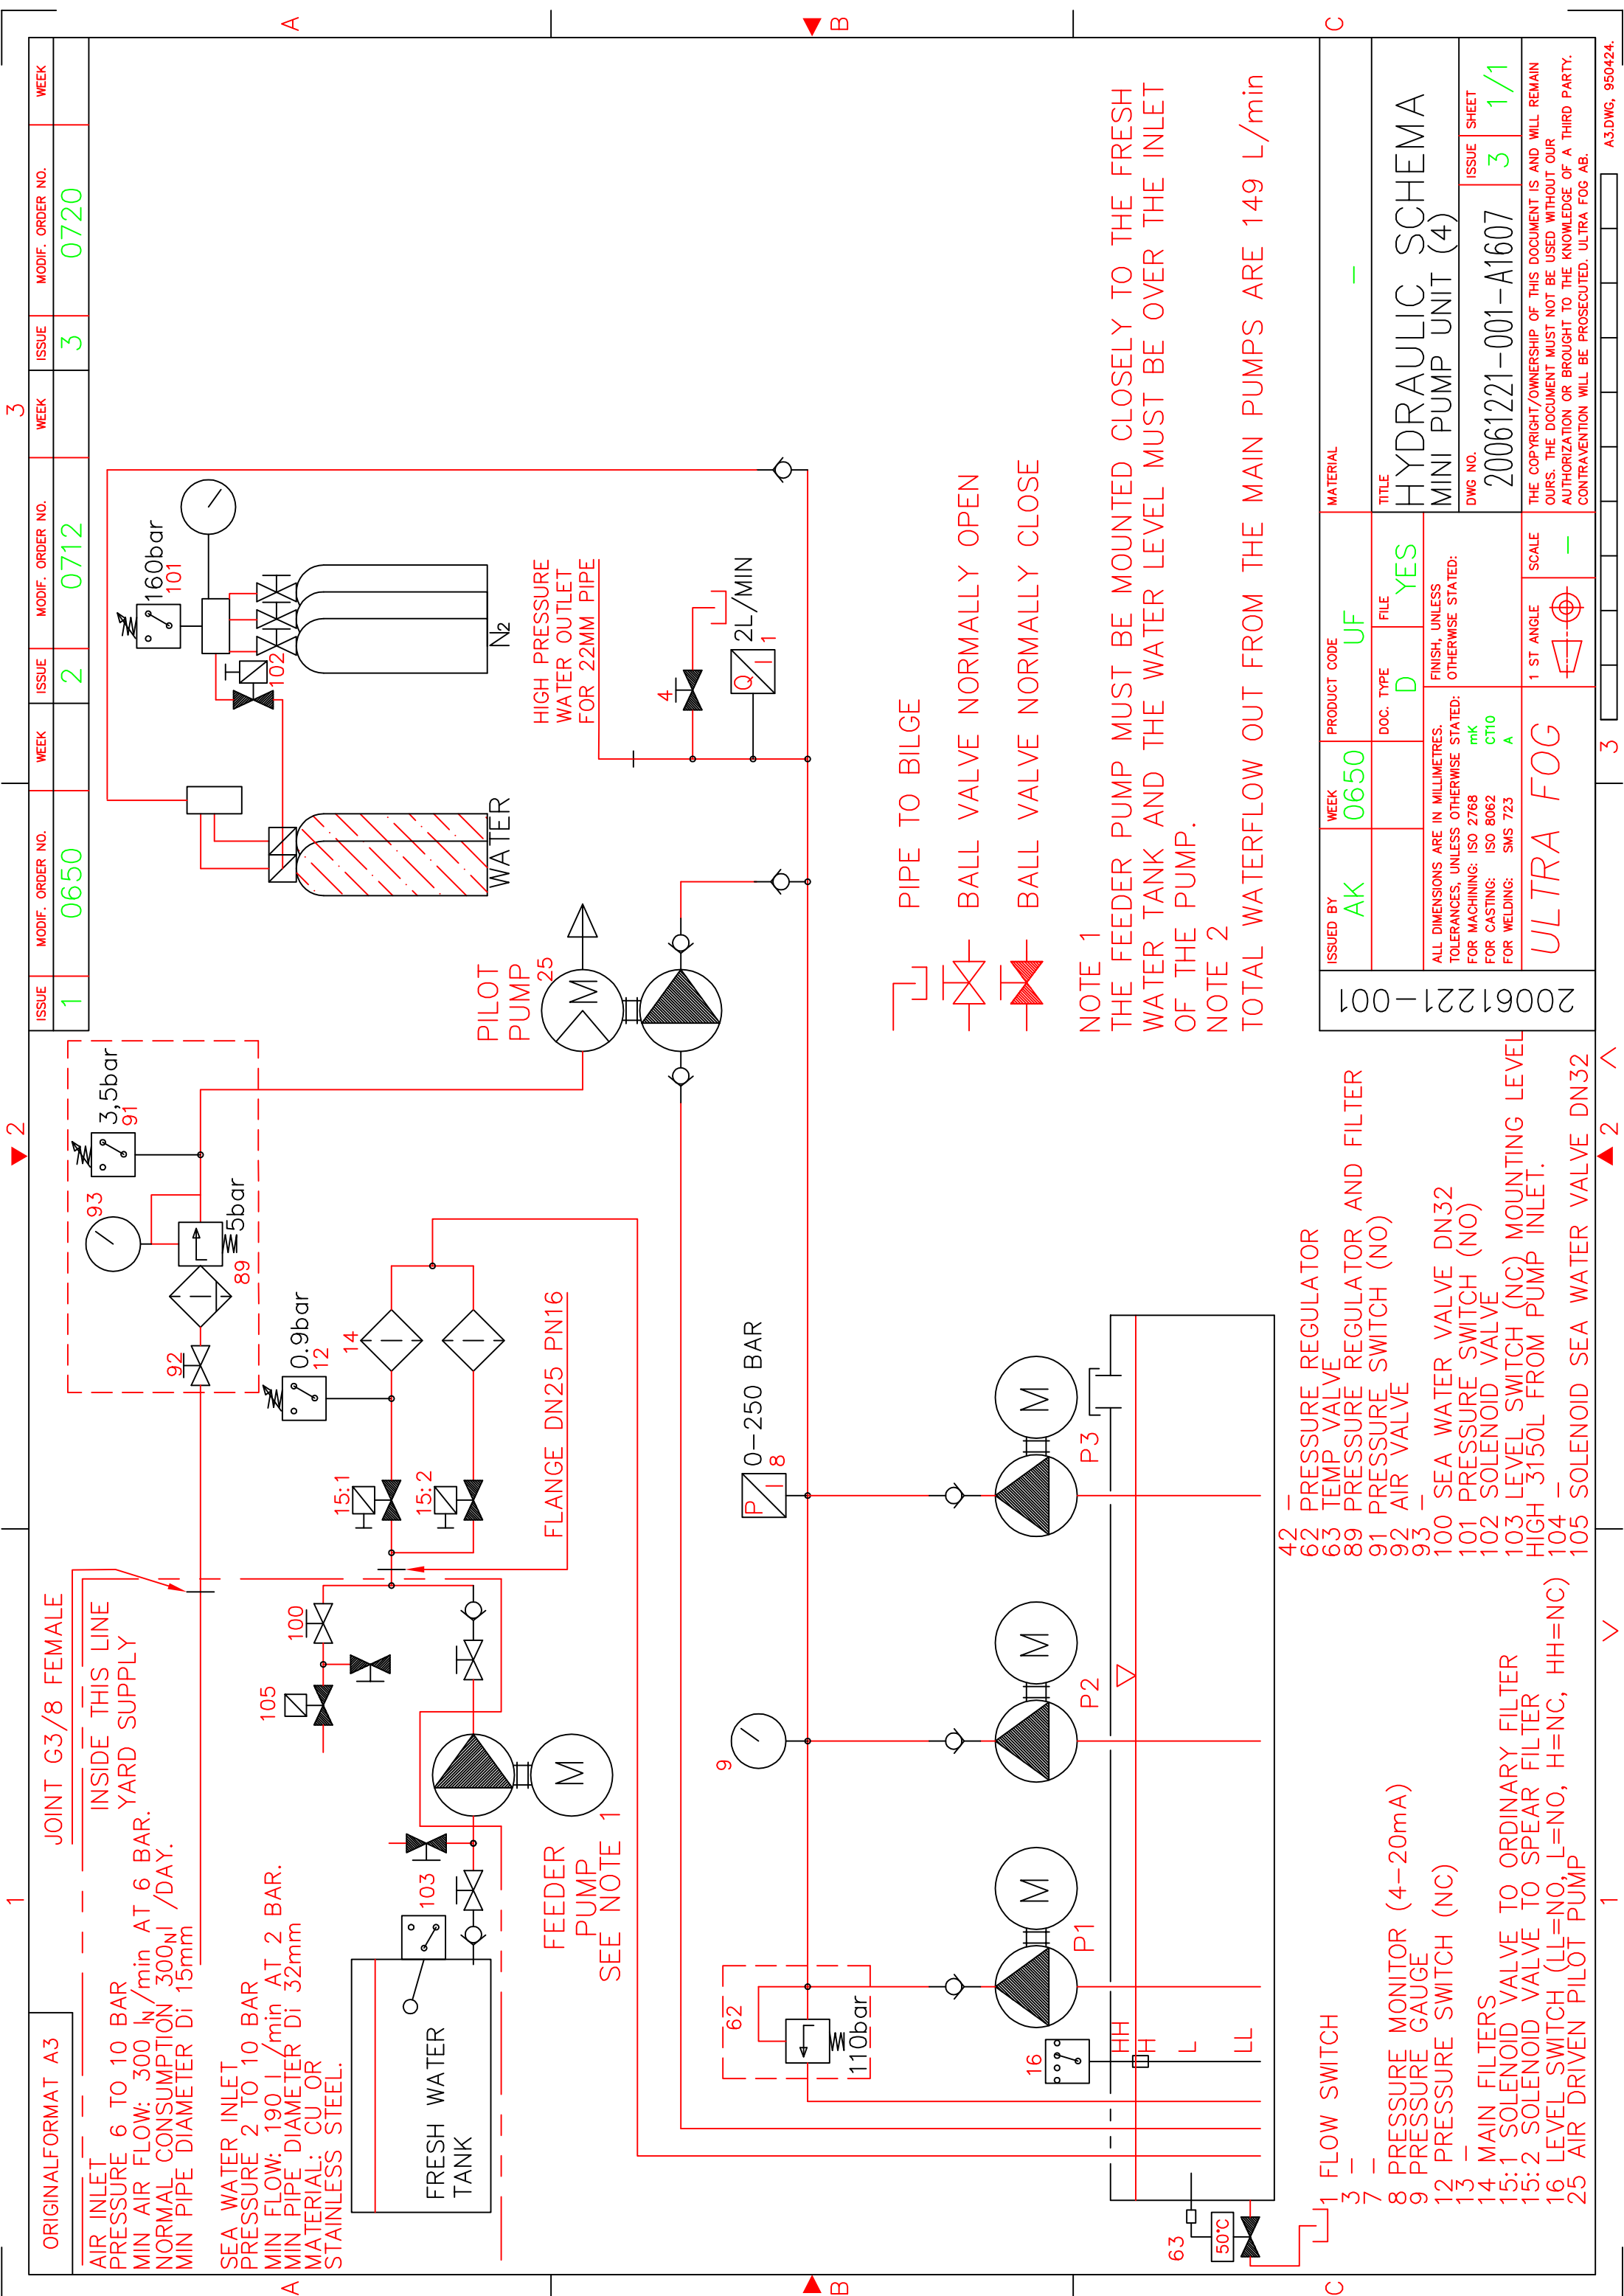 ORIGINALFORMAT A3
1
2
3
A
B
C
ISSUE
MODIF. ORDER NO.
WEEK
ISSUE
MODIF. ORDER NO.
WEEK
ISSUE
MODIF. ORDER NO.
WEEK
1
0650
2
0712
3
0720
AIR INLET
PRESSURE 6 TO 10 BAR
MIN AIR FLOW: 300 lN/min AT 6 BAR.
NORMAL CONSUMPTION 300Nl /DAY.
MIN PIPE DIAMETER Di 15mm
SEA WATER INLET
PRESSURE 2 TO 10 BAR
MIN FLOW: 190 l /min AT 2 BAR.
MIN PIPE DIAMETER Di 32mm
MATERIAL: CU OR
STAINLESS STEEL.
JOINT G3/8 FEMALE
INSIDE THIS LINE
YARD SUPPLY
92
89
5bar
93
3,5bar
91
105
100
15:1
15:2
0.9bar
12
14
FLANGE DN25 PN16
FRESH WATER
TANK
103
FEEDER
PUMP
SEE NOTE 1
M
PILOT
PUMP
25
M
WATER
102
160bar
101
N2
HIGH PRESSURE
WATER OUTLET
FOR 22MM PIPE
4
Q I
2L/MIN
1
62
110bar
9
P I
0-250 BAR
8
P1
M
P2
M
P3
M
16
HH
H
L
LL
63
50°C
PIPE TO BILGE
BALL VALVE NORMALLY OPEN
BALL VALVE NORMALLY CLOSE
NOTE 1
THE FEEDER PUMP MUST BE MOUNTED CLOSELY TO THE FRESH
WATER TANK AND THE WATER LEVEL MUST BE OVER THE INLET
OF THE PUMP.
NOTE 2
TOTAL WATERFLOW OUT FROM THE MAIN PUMPS ARE 149 L/min
1 FLOW SWITCH
3 –
7 –
8 PRESSURE MONITOR (4-20mA)
9 PRESSURE GAUGE
12 PRESSURE SWITCH (NC)
13 –
14 MAIN FILTERS
15:1 SOLENOID VALVE TO ORDINARY FILTER
15:2 SOLENOID VALVE TO SPEAR FILTER
16 LEVEL SWITCH (LL=NO, L=NO, H=NC, HH=NC)
25 AIR DRIVEN PILOT PUMP
42 –
62 PRESSURE REGULATOR
63 TEMP VALVE
89 PRESSURE REGULATOR AND FILTER
91 PRESSURE SWITCH (NO)
92 AIR VALVE
93 –
100 SEA WATER VALVE DN32
101 PRESSURE SWITCH (NO)
102 SOLENOID VALVE
103 LEVEL SWITCH (NC) MOUNTING LEVEL
HIGH 3150L FROM PUMP INLET.
104 –
105 SOLENOID SEA WATER VALVE DN32
20061221-001
ISSUED BY
AK
WEEK
0650
PRODUCT CODE
UF
MATERIAL
–
DOC. TYPE
D
FILE
YES
TITLE
HYDRAULIC SCHEMA
MINI PUMP UNIT (4)
ALL DIMENSIONS ARE IN MILLIMETRES.
TOLERANCES, UNLESS OTHERWISE STATED:
FOR MACHINING: ISO 2768 mK
FOR CASTING: ISO 8062 CT10
FOR WELDING: SMS 723 A
FINISH, UNLESS
OTHERWISE STATED:
DWG NO.
20061221-001-A1607
ISSUE
3
SHEET
1/1
ULTRA FOG
1 ST ANGLE
SCALE
–
THE COPYRIGHT/OWNERSHIP OF THIS DOCUMENT IS AND WILL REMAIN
OURS. THE DOCUMENT MUST NOT BE USED WITHOUT OUR
AUTHORIZATION OR BROUGHT TO THE KNOWLEDGE OF A THIRD PARTY.
CONTRAVENTION WILL BE PROSECUTED. ULTRA FOG AB.
A
B
C
1
2
3
A3.DWG, 950424.